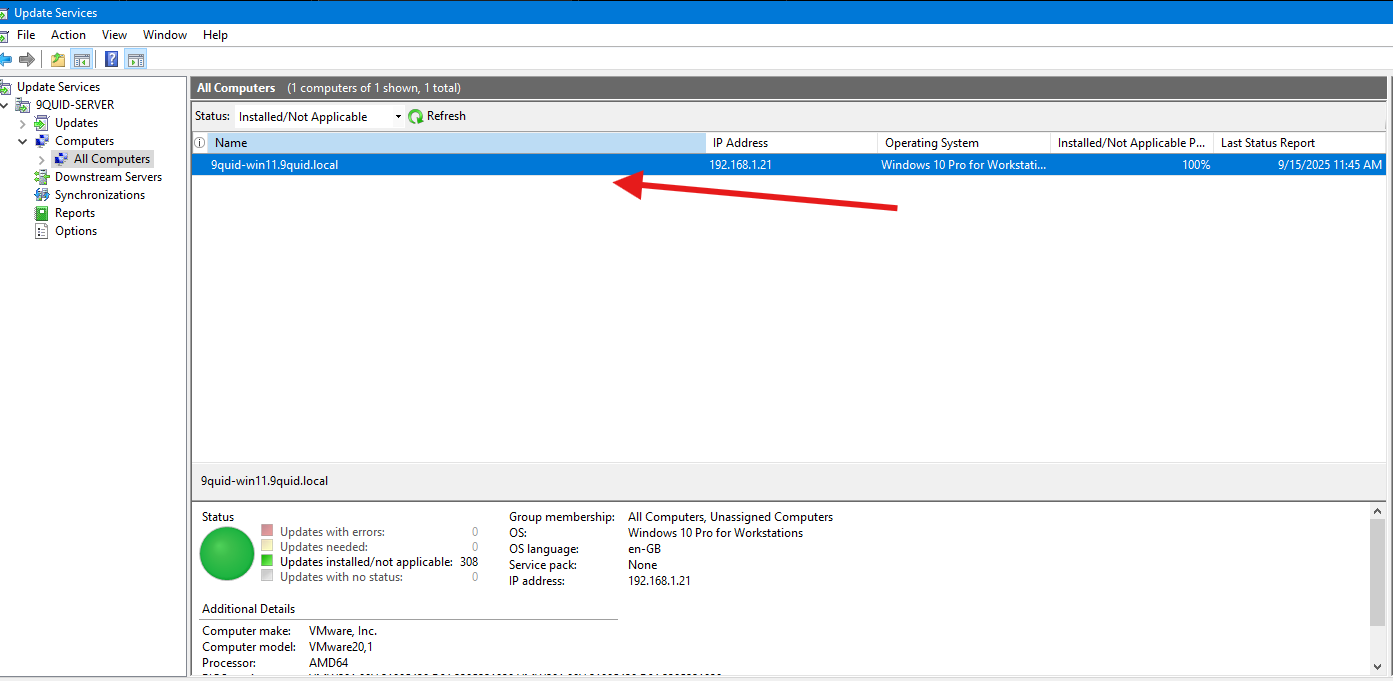 Update Services
File Action View Window Help
Update Services
9QUID-SERVER
Updates
Computers
All Computers
Downstream Servers
Synchronizations
Reports
Options
All Computers (1 computers of 1 shown, 1 total)
Status: Installed/Not Applicable Refresh
Name IP Address Operating System Installed/Not Applicable P... Last Status Report
9quid-win11.9quid.local 192.168.1.21 Windows 10 Pro for Workstati... 100% 9/15/2025 11:45 AM
9quid-win11.9quid.local
Status
Updates with errors: 0
Updates needed: 0
Updates installed/not applicable: 308
Updates with no status: 0
Group membership: All Computers, Unassigned Computers
OS: Windows 10 Pro for Workstations
OS language: en-GB
Service pack: None
IP address: 192.168.1.21
Additional Details
Computer make: VMware, Inc.
Computer model: VMware20,1
Processor: AMD64